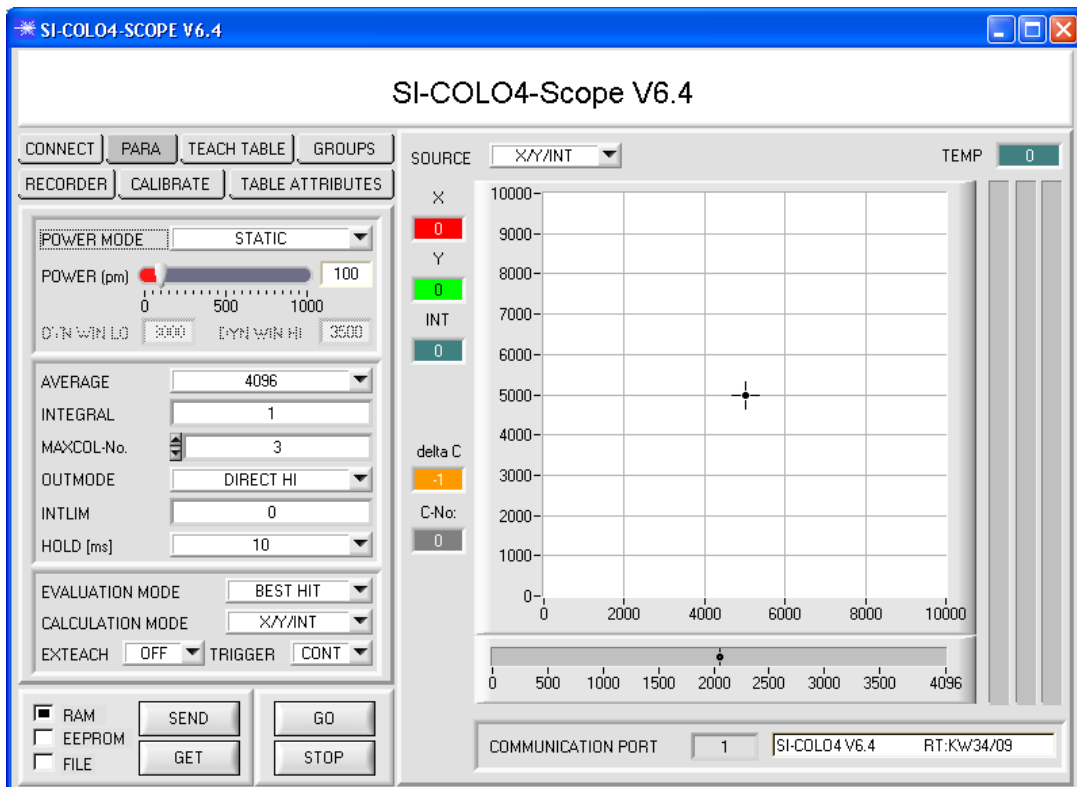 SI-COLO4-SCOPE V6.4
SI-COLO4-Scope V6.4
CONNECT PARA TEACH TABLE GROUPS
RECORDER CALIBRATE TABLE ATTRIBUTES
POWER MODE STATIC
POWER (pm) 100
0 500 1000
DYN WIN LO 3000 DYN WIN HI 3500
AVERAGE 4096
INTEGRAL 1
MAXCOL-No. 3
OUTMODE DIRECT HI
INTLIM 0
HOLD [ms] 10
EVALUATION MODE BEST HIT
CALCULATION MODE X/Y/INT
EXTEACH OFF TRIGGER CONT
RAM
EEPROM
FILE
SEND
GET
GO
STOP
SOURCE X/Y/INT TEMP 0
X
0
Y
0
INT
0
delta C
-1
C-No:
0
10000
9000
8000
7000
6000
5000
4000
3000
2000
1000
0
0 2000 4000 6000 8000 10000
0 500 1000 1500 2000 2500 3000 3500 4096
COMMUNICATION PORT 1 SI-COLO4 V6.4 RT:KW34/09